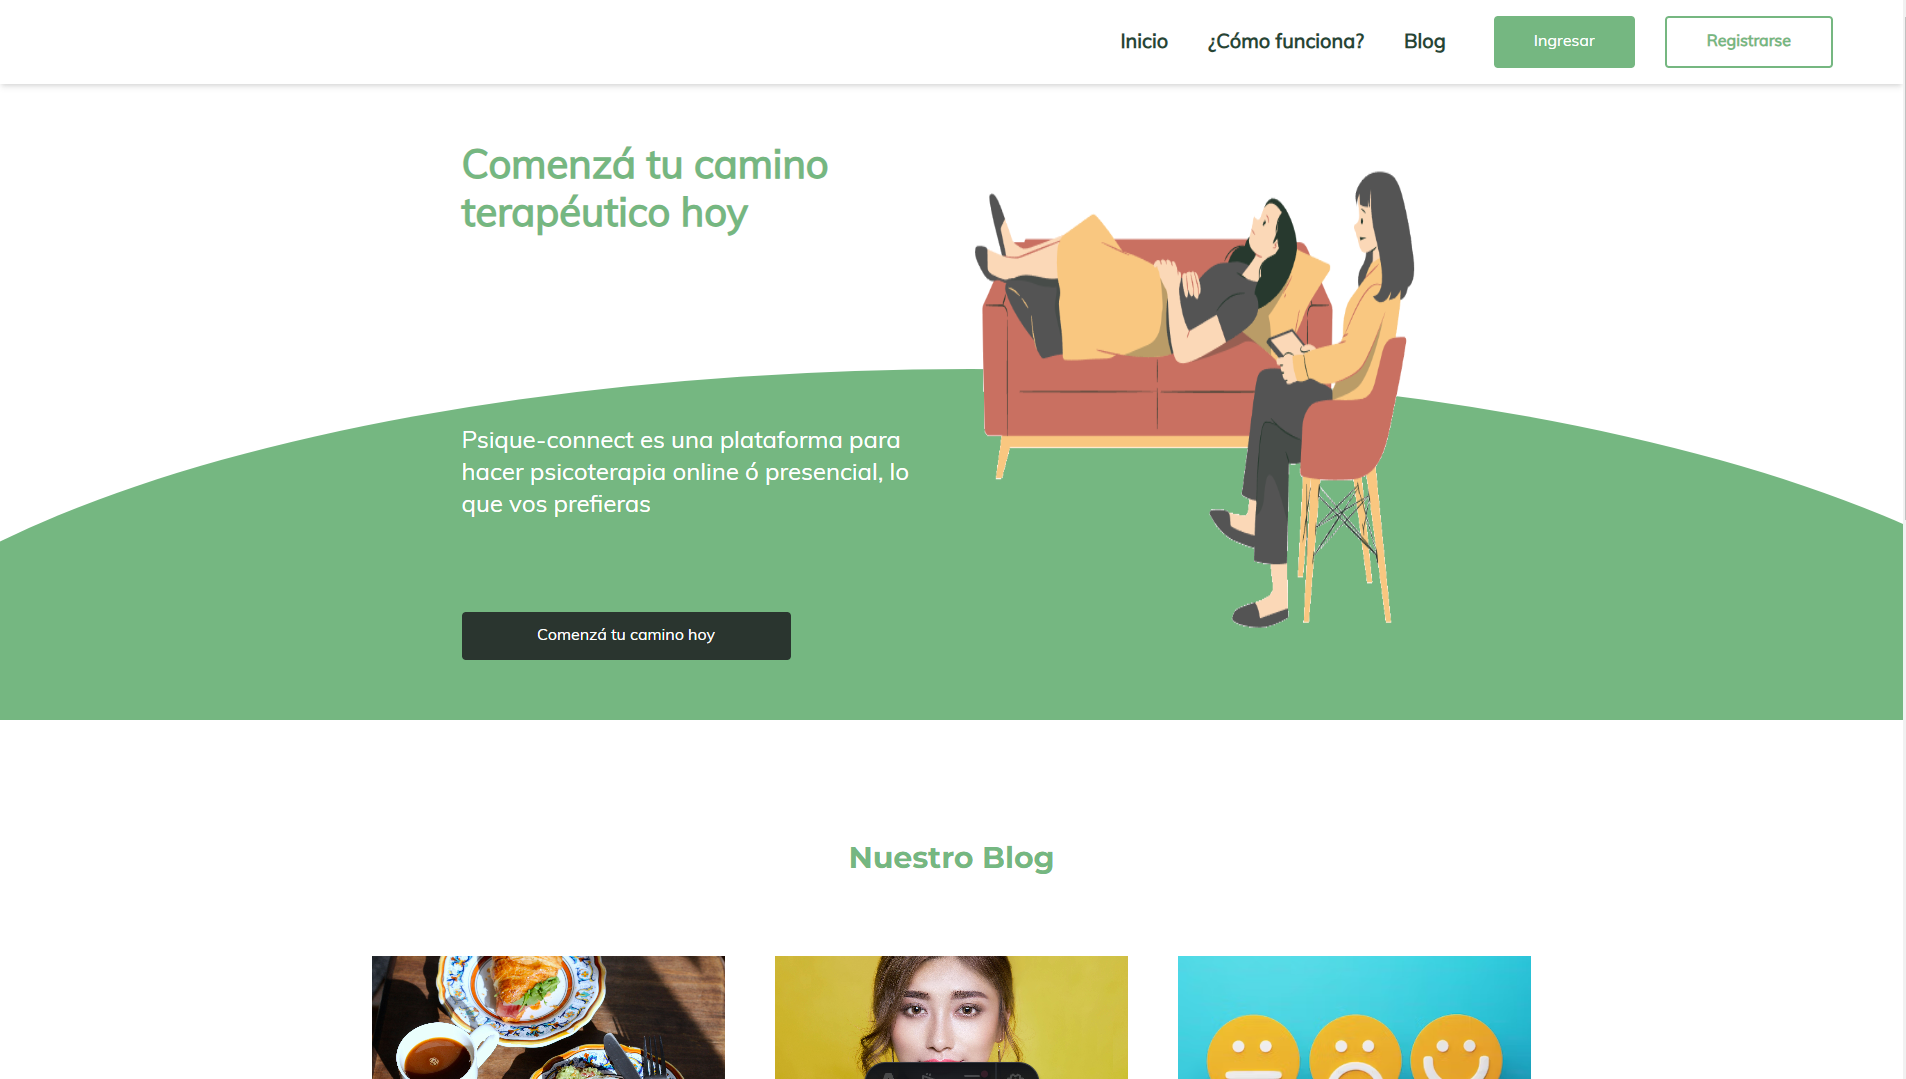 Inicio ¿Cómo funciona? Blog Ingresar Registrarse
Comenzá tu camino
terapéutico hoy
Psique-connect es una plataforma para
hacer psicoterapia online ó presencial, lo
que vos prefieras
Comenzá tu camino hoy
Nuestro Blog